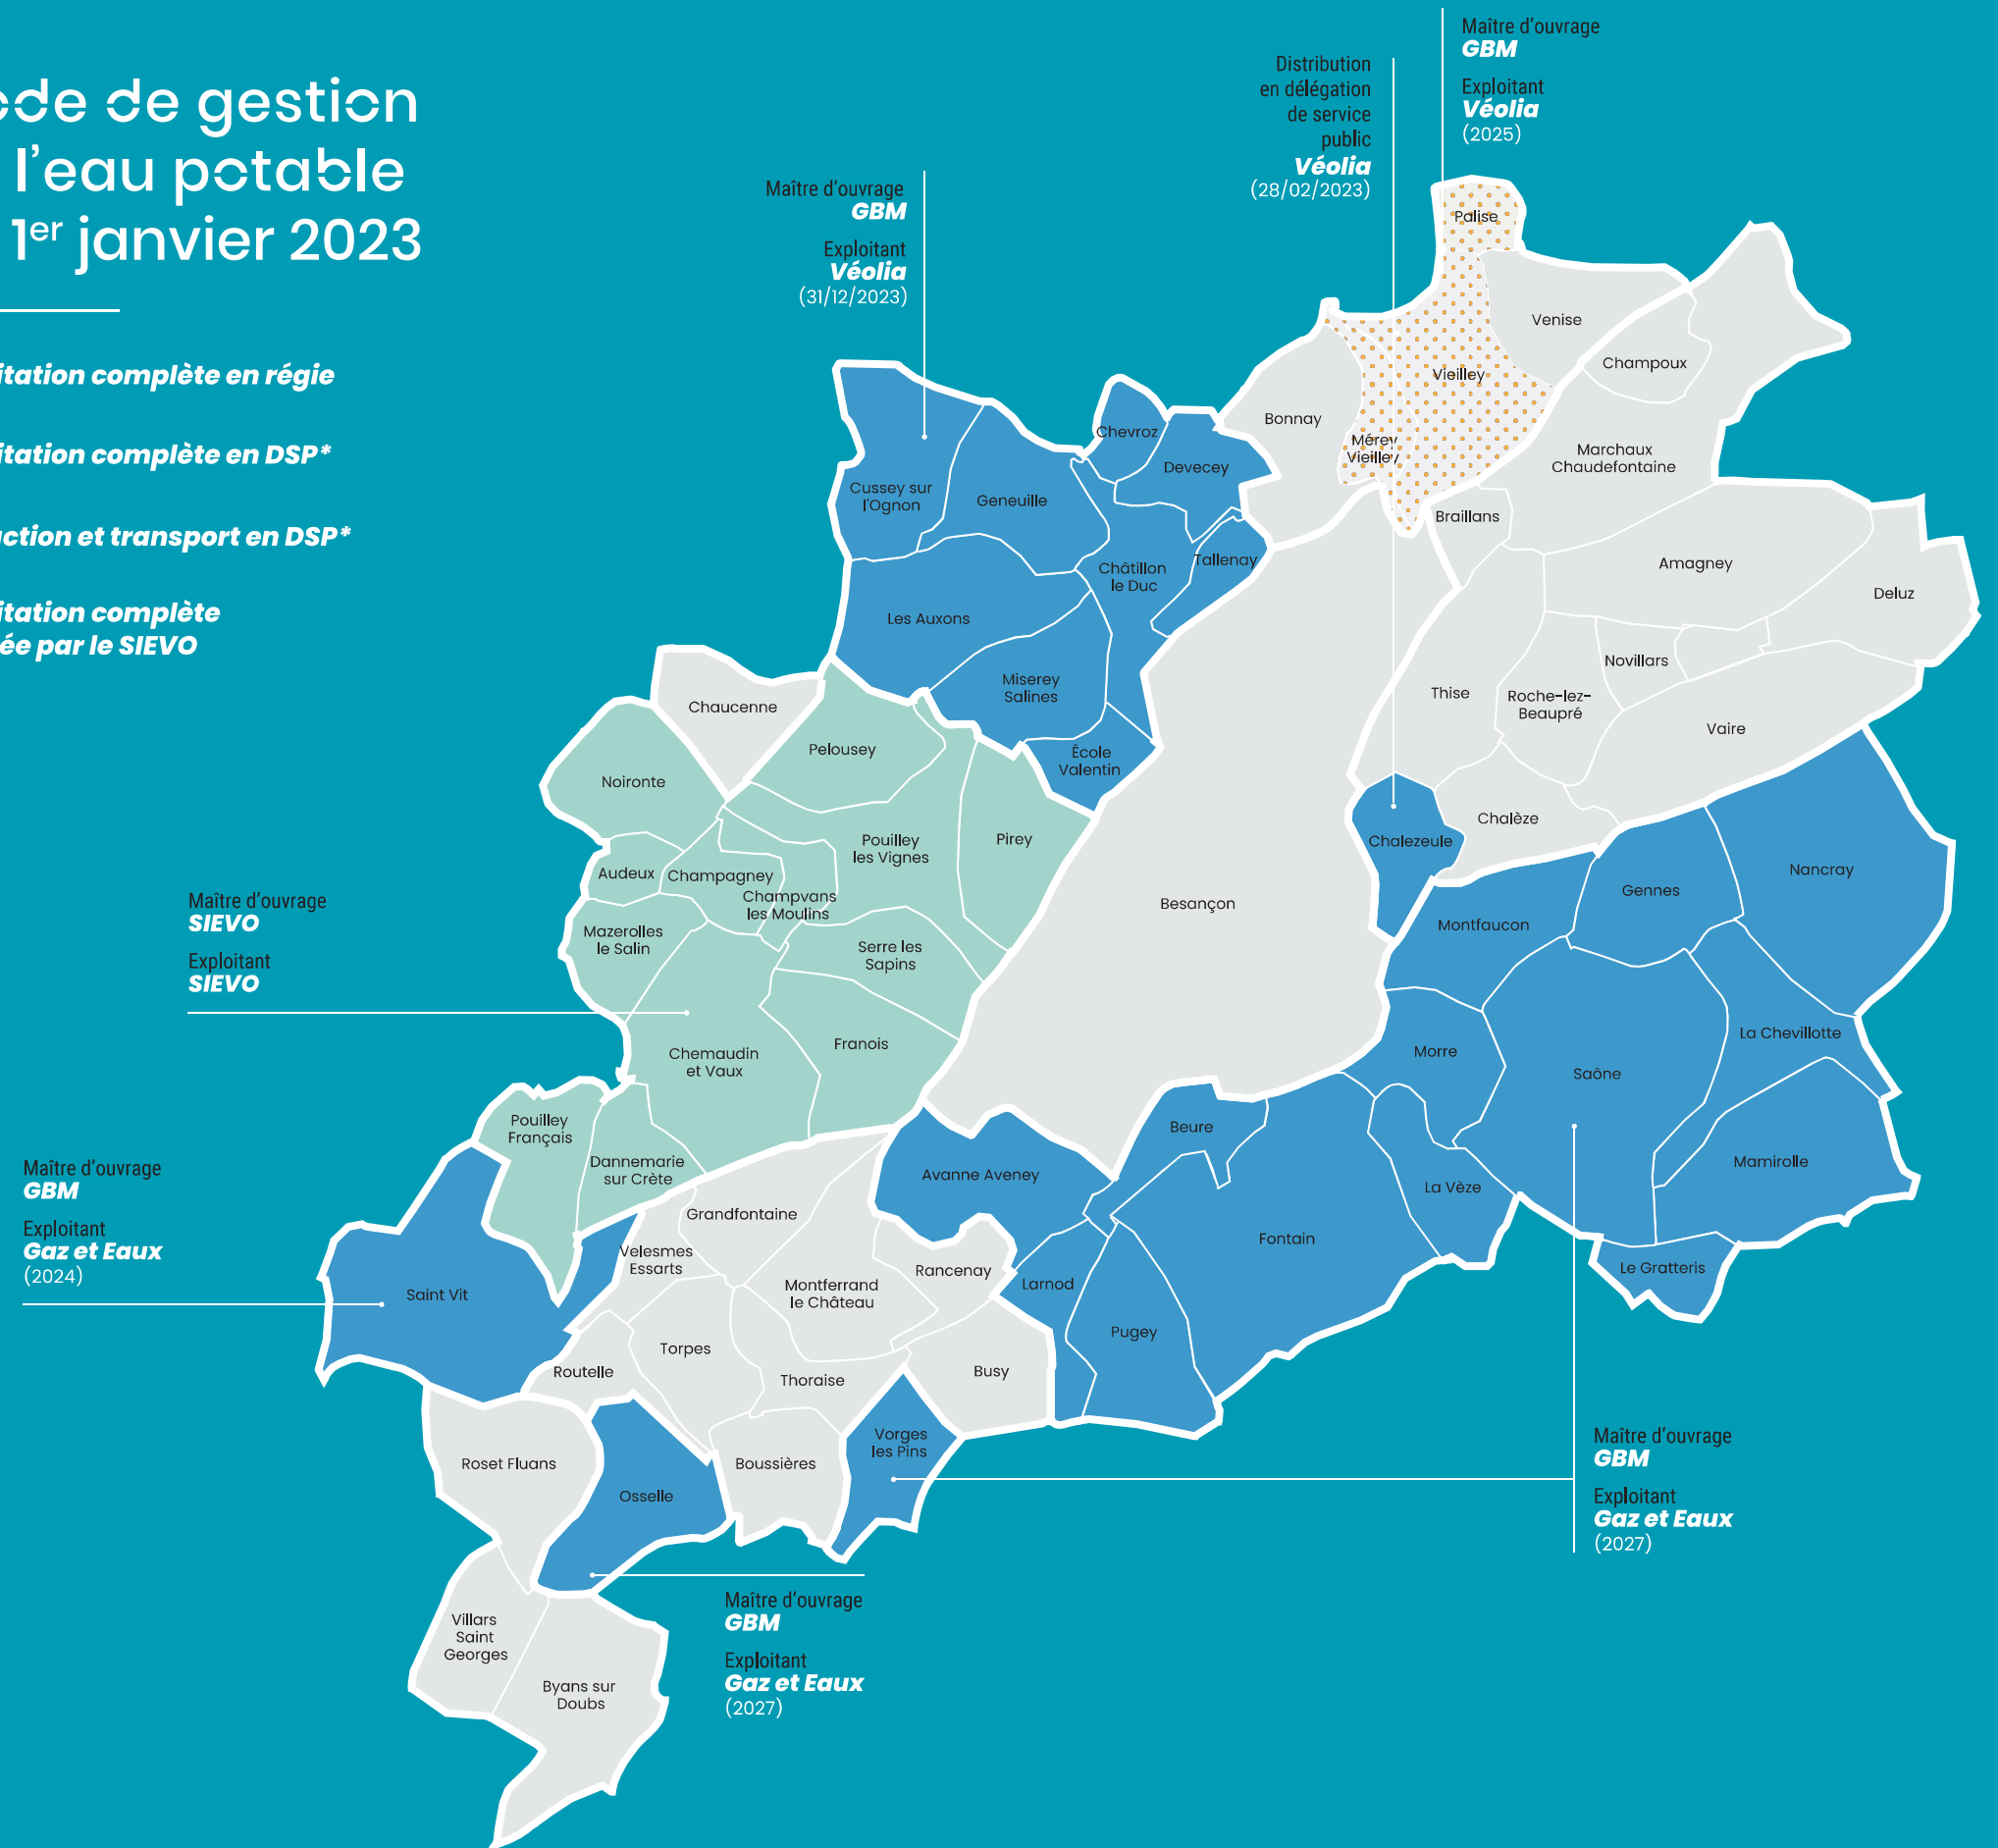 ode de gestion
l'eau potable
1er janvier 2023
itation complète en régie
itation complète en DSP*
ction et transport en DSP*
itation complète
ée par le SIEVO
Maître d'ouvrage
GBM
Exploitant
Véolia
(31/12/2023)
Distribution
en délégation
de service
public
Véolia
(28/02/2023)
Maître d'ouvrage
GBM
Exploitant
Véolia
(2025)
Palise
Venise
Champoux
Vieilley
Bonnay
Mérey
Vieilley
Marchaux
Chaudefontaine
Chevroz
Devecey
Cussey sur
l'Ognon
Geneuille
Braillans
Châtillon
le Duc
Tallenay
Amagney
Deluz
Les Auxons
Novillars
Miserey
Salines
Thise
Roche-lez-
Beaupré
Vaire
Chaucenne
Pelousey
École
Valentin
Noironte
Chalèze
Pouilley
les Vignes
Pirey
Chalezeule
Audeux
Champagney
Champvans
les Moulins
Nancray
Gennes
Besançon
Montfaucon
Mazerolles
le Salin
Serre les
Sapins
Maître d'ouvrage
SIEVO
Exploitant
SIEVO
Franois
Chemaudin
et Vaux
Morre
La Chevillotte
Saône
Pouilley
Français
Beure
Dannemarie
sur Crète
Avanne Aveney
Mamirolle
La Vèze
Maître d'ouvrage
GBM
Exploitant
Gaz et Eaux
(2024)
Grandfontaine
Velesmes
Essarts
Fontain
Rancenay
Le Gratteris
Saint Vit
Montferrand
le Château
Larnod
Pugey
Torpes
Routelle
Thoraise
Busy
Vorges
les Pins
Roset Fluans
Boussières
Osselle
Maître d'ouvrage
GBM
Exploitant
Gaz et Eaux
(2027)
Maître d'ouvrage
GBM
Exploitant
Gaz et Eaux
(2027)
Villars
Saint
Georges
Byans sur
Doubs